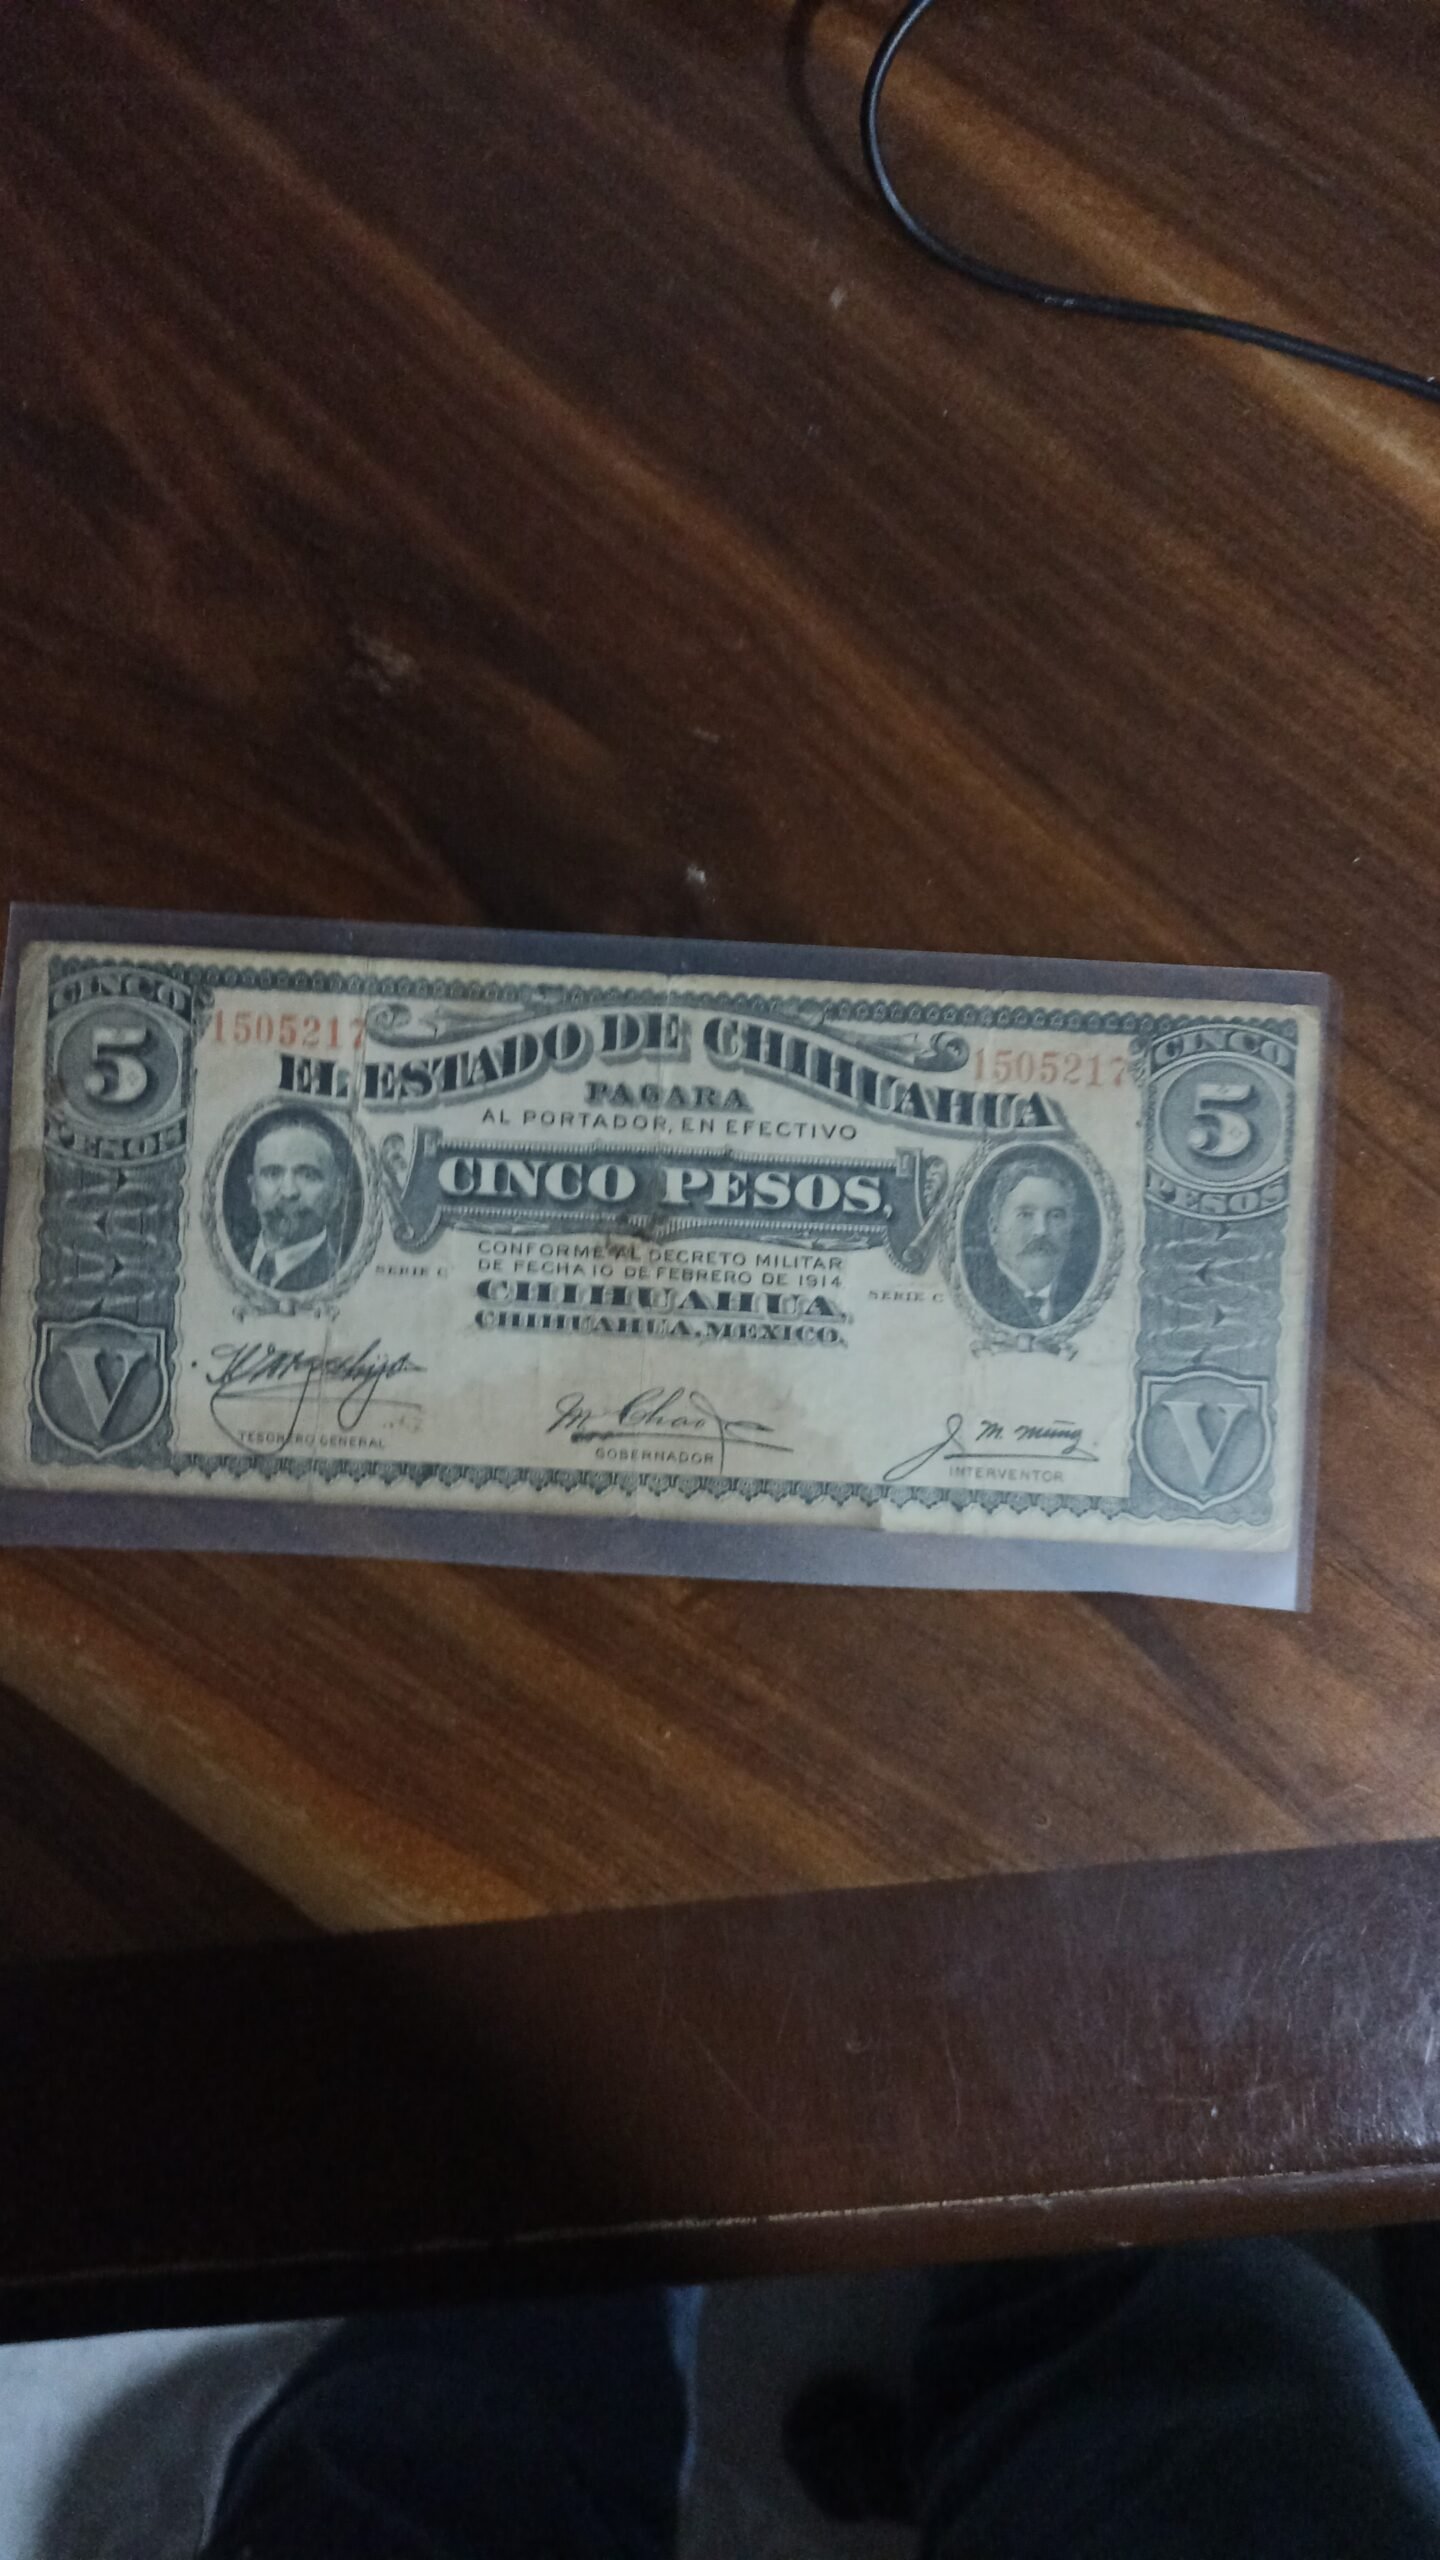 CINCO
5
PESOS
1505217
EL ESTADO DE CHIHUAHUA
1505217
CINCO
5
PESOS
PAGARA
AL PORTADOR, EN EFECTIVO
CINCO PESOS,
CONFORME AL DECRETO MILITAR
DE FECHA 10 DE FEBRERO DE 1914
SERIE C
SERIE C
CHIHUAHUA,
CHIHUAHUA, MEXICO.
V
V
TESORERO GENERAL
M. Chao
GOBERNADOR
INTERVENTOR